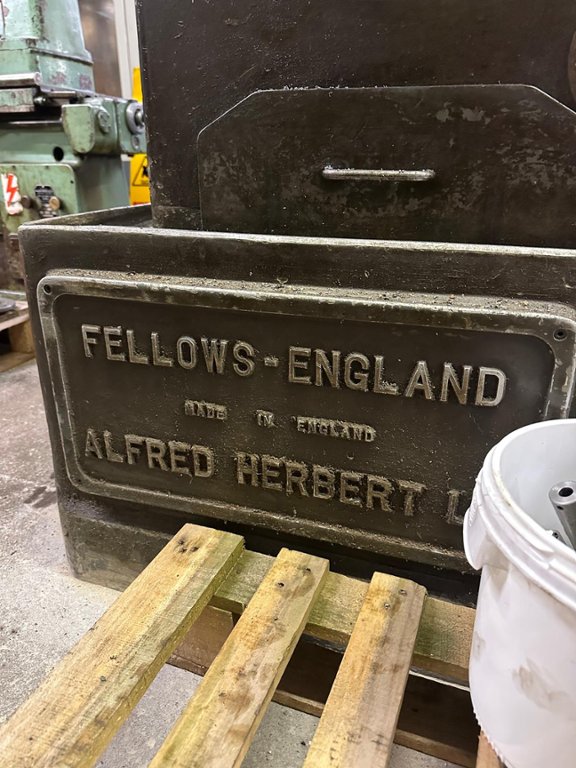 FELLOWS-ENGLAND
MADE IN ENGLAND
ALFRED HERBERT L